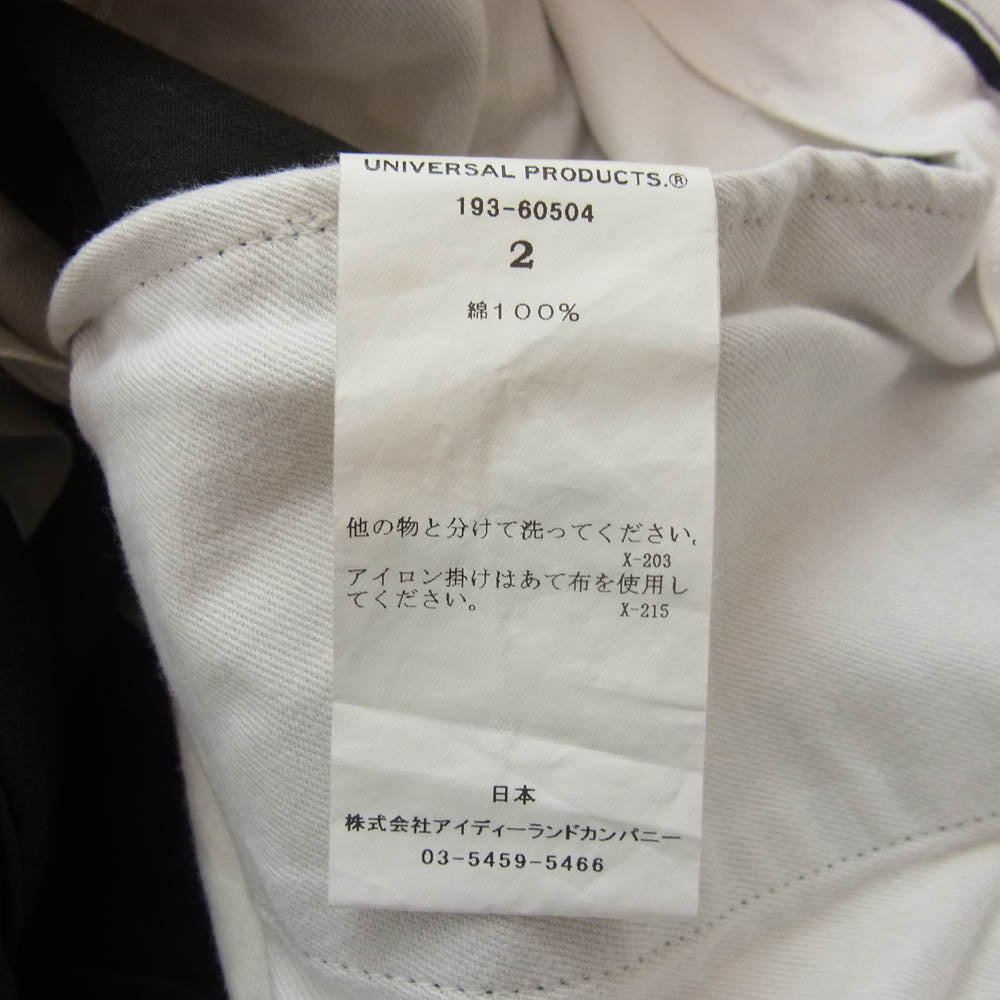 UNIVERSAL PRODUCTS.®
193-60504
2
綿100%
他の物と分けて洗ってください。
X-203
アイロン掛けはあて布を使用し
てください。
X-215
日本
株式会社アイディーランドカンパニー
03-5459-5466